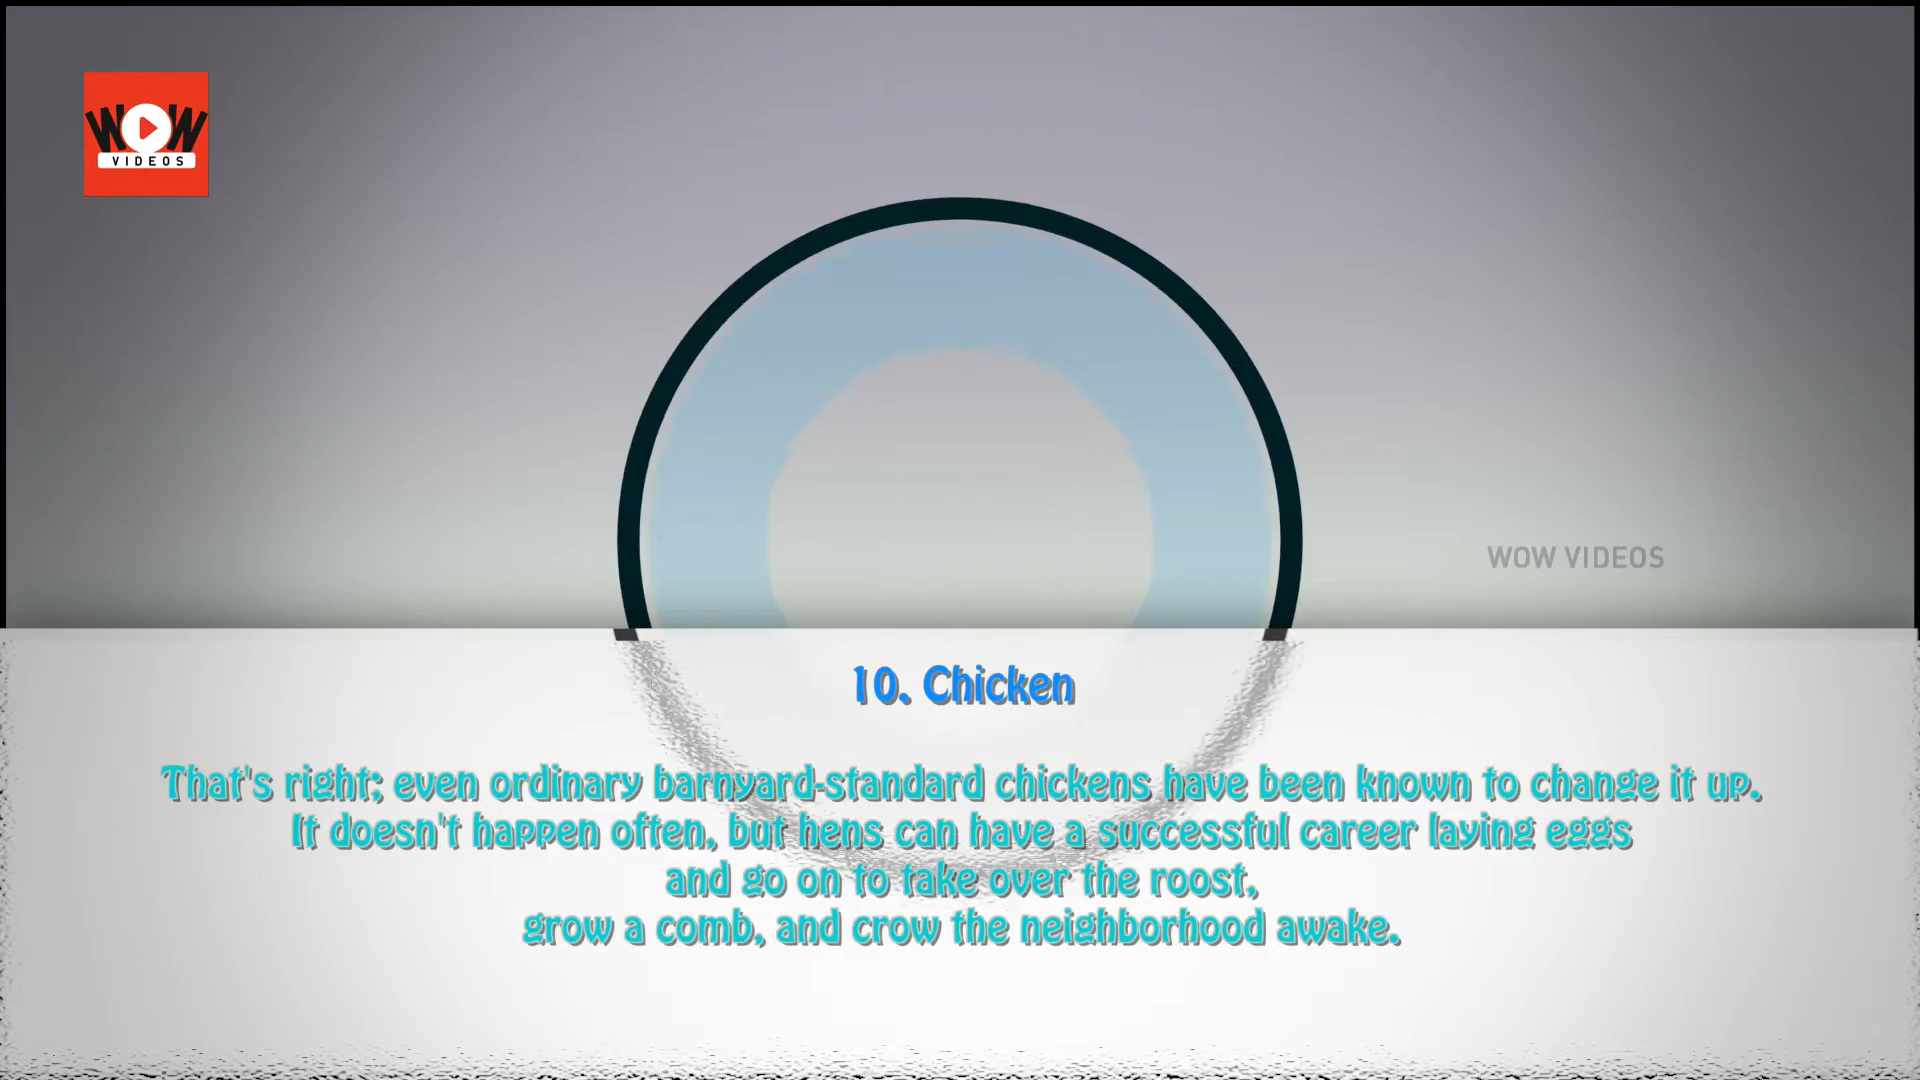 WOW
VIDEOS
WOW VIDEOS
10. Chicken
That's right; even ordinary barnyard-standard chickens have been known to change it up.
It doesn't happen often, but hens can have a successful career laying eggs
and go on to take over the roost,
grow a comb, and crow the neighborhood awake.